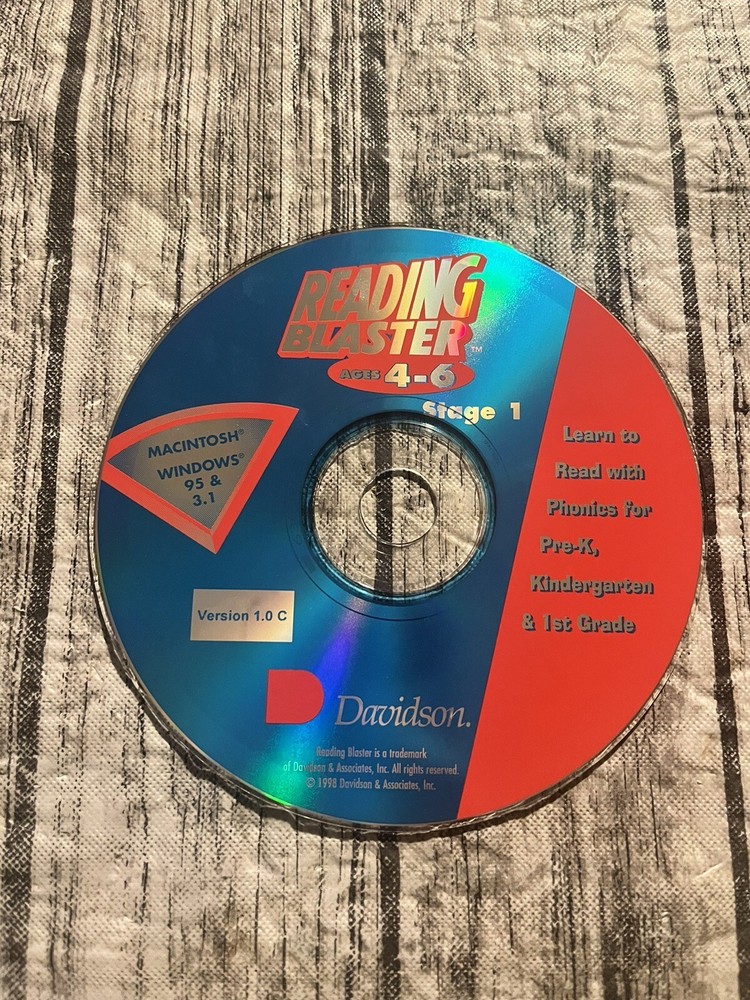 READING
BLASTER™
AGES 4-6
Stage 1
MACINTOSH®
WINDOWS®
95 &
3.1
Learn to
Read with
Phonics for
Pre-K,
Kindergarten
& 1st Grade
Version 1.0 C
Davidson.
Reading Blaster is a trademark
of Davidson & Associates, Inc. All rights reserved.
© 1998 Davidson & Associates, Inc.